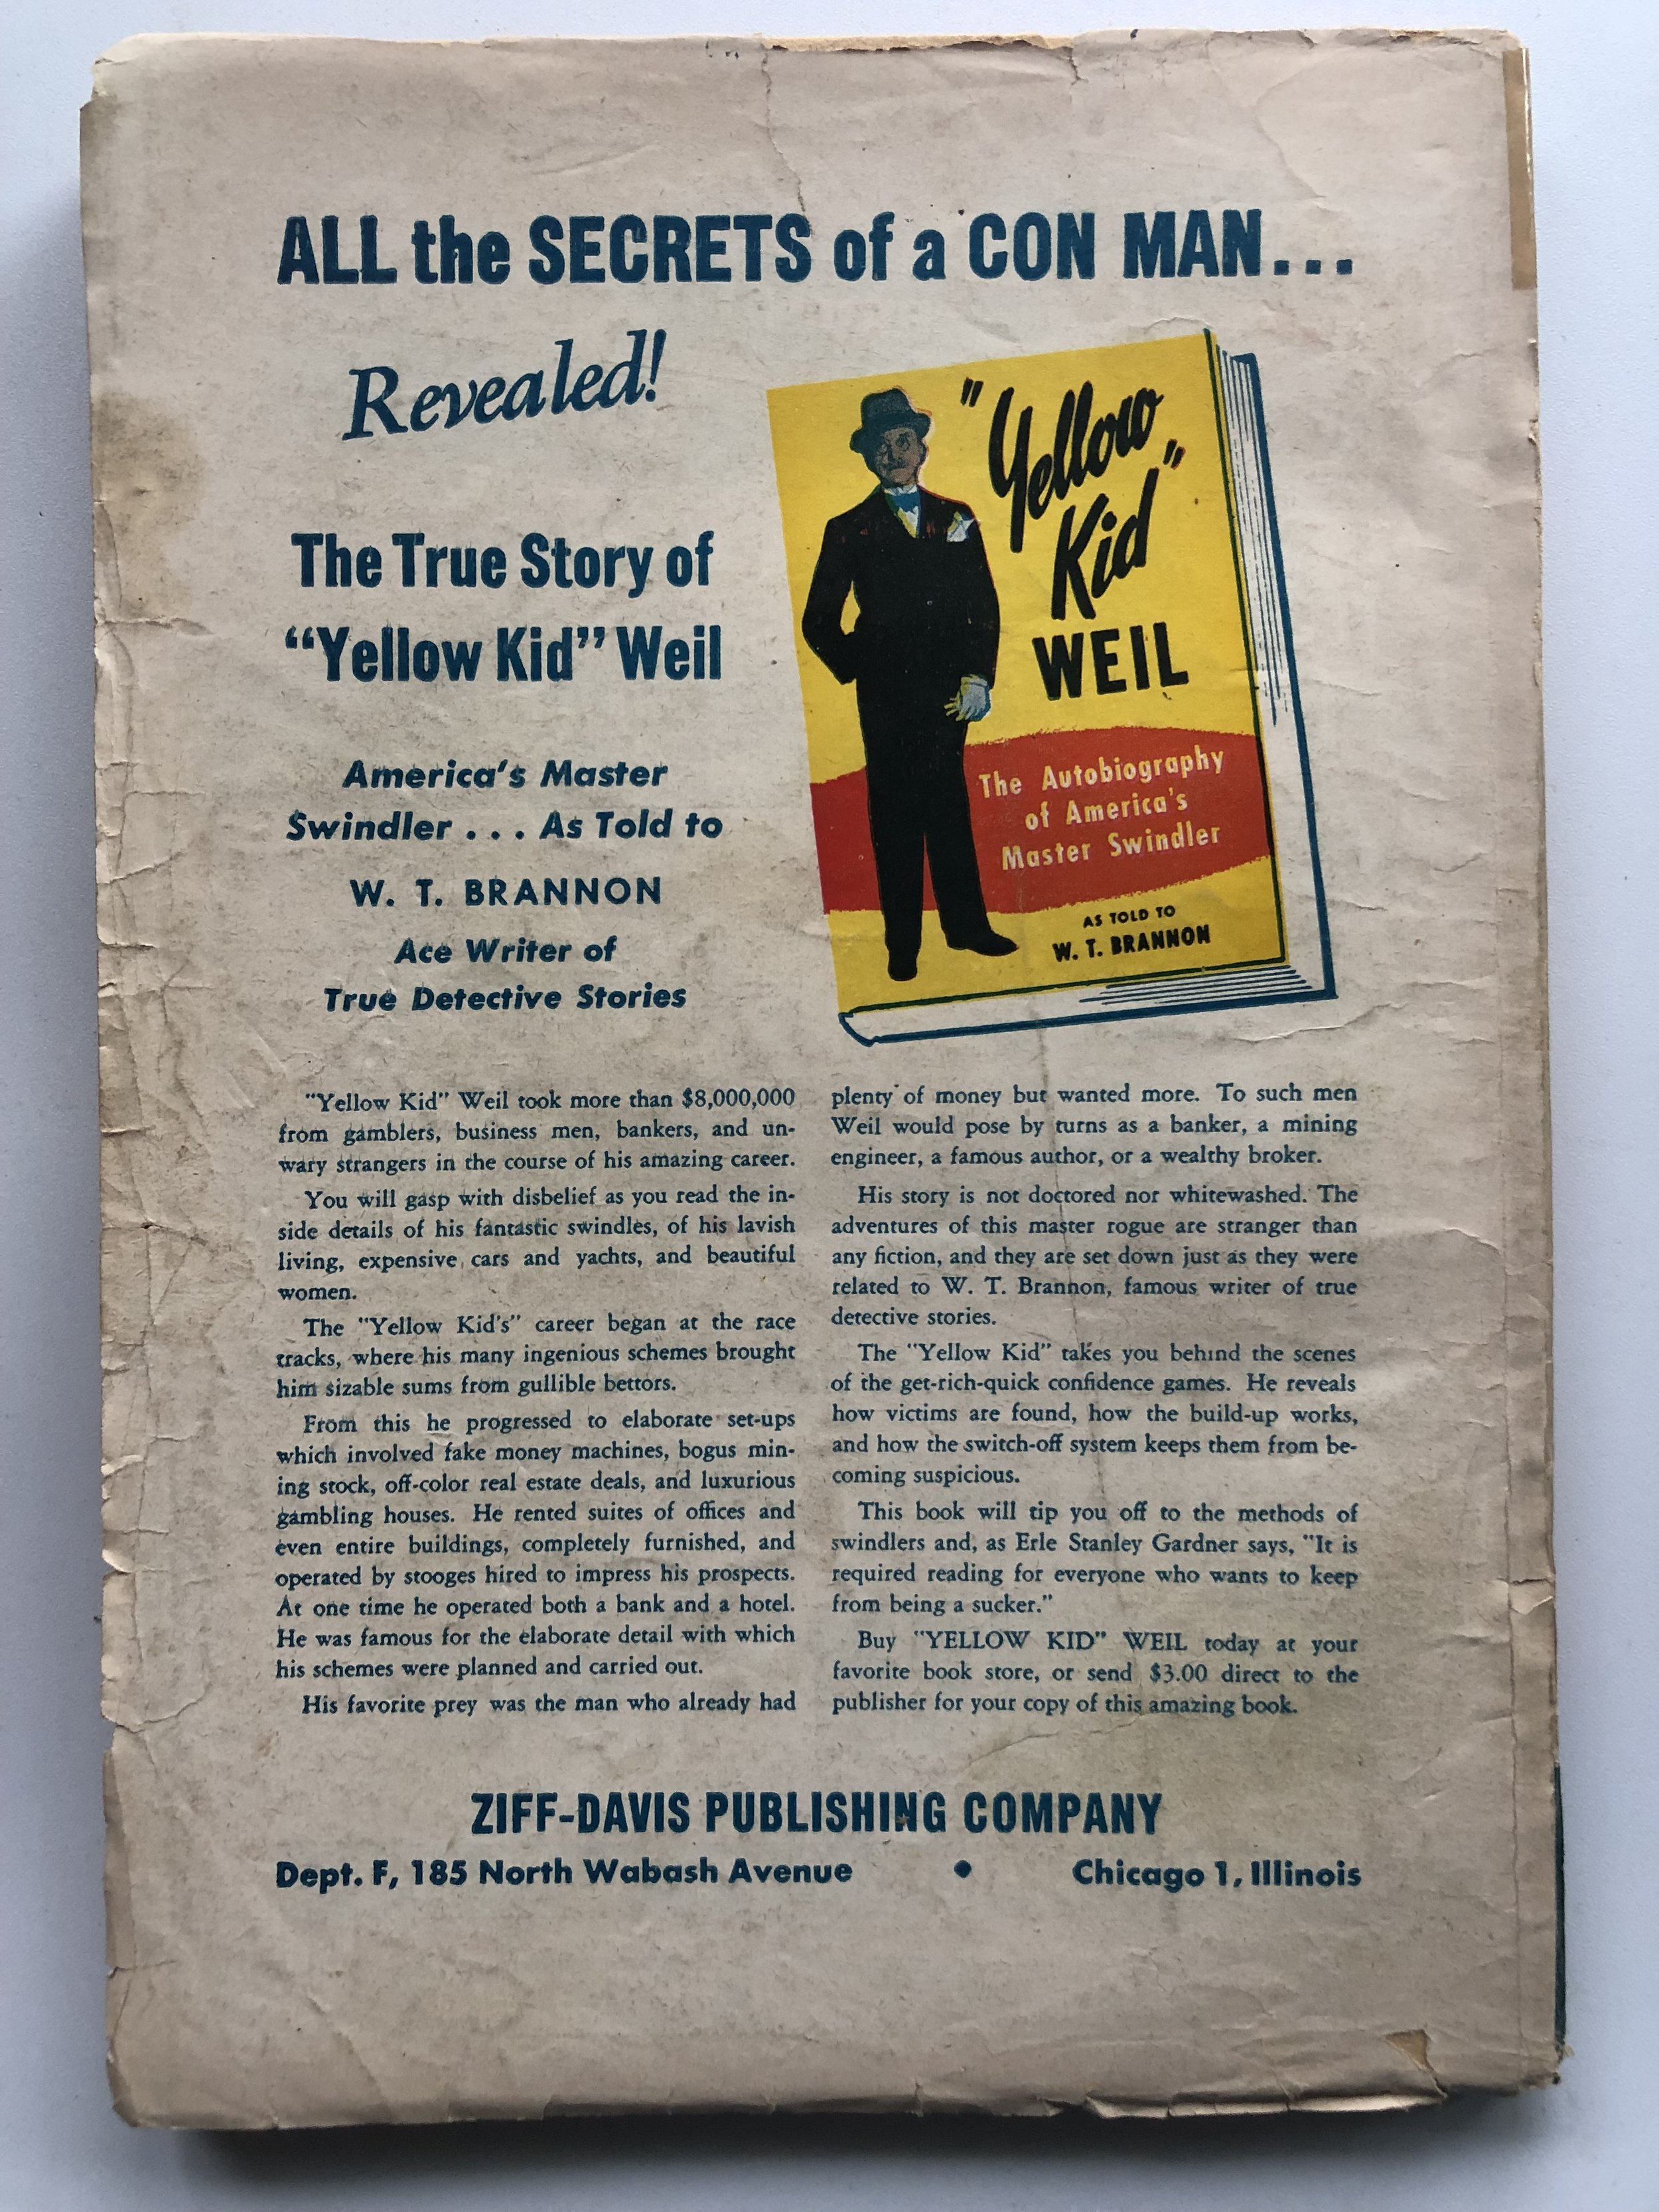 ALL the SECRETS of a CON MAN...
Revealed!
The True Story of
“Yellow Kid” Weil
America's Master
Swindler . . . As Told to
W. T. BRANNON
Ace Writer of
True Detective Stories
"Yellow
Kid"
WEIL
The Autobiography
of America's
Master Swindler
AS TOLD TO
W. T. BRANNON
"Yellow Kid" Weil took more than $8,000,000
from gamblers, business men, bankers, and un-
wary strangers in the course of his amazing career.
You will gasp with disbelief as you read the in-
side details of his fantastic swindles, of his lavish
living, expensive cars and yachts, and beautiful
women.
The "Yellow Kid's" career began at the race
tracks, where his many ingenious schemes brought
him sizable sums from gullible bettors.
From this he progressed to elaborate set-ups
which involved fake money machines, bogus min-
ing stock, off-color real estate deals, and luxurious
gambling houses. He rented suites of offices and
even entire buildings, completely furnished, and
operated by stooges hired to impress his prospects.
At one time he operated both a bank and a hotel.
He was famous for the elaborate detail with which
his schemes were planned and carried out.
His favorite prey was the man who already had
plenty of money but wanted more. To such men
Weil would pose by turns as a banker, a mining
engineer, a famous author, or a wealthy broker.
His story is not doctored nor whitewashed. The
adventures of this master rogue are stranger than
any fiction, and they are set down just as they were
related to W. T. Brannon, famous writer of true
detective stories.
The "Yellow Kid" takes you behind the scenes
of the get-rich-quick confidence games. He reveals
how victims are found, how the build-up works,
and how the switch-off system keeps them from be-
coming suspicious.
This book will tip you off to the methods of
swindlers and, as Erle Stanley Gardner says, "It is
required reading for everyone who wants to keep
from being a sucker."
Buy "YELLOW KID" WEIL today at your
favorite book store, or send $3.00 direct to the
publisher for your copy of this amazing book.
ZIFF-DAVIS PUBLISHING COMPANY
Dept. F, 185 North Wabash Avenue • Chicago 1, Illinois